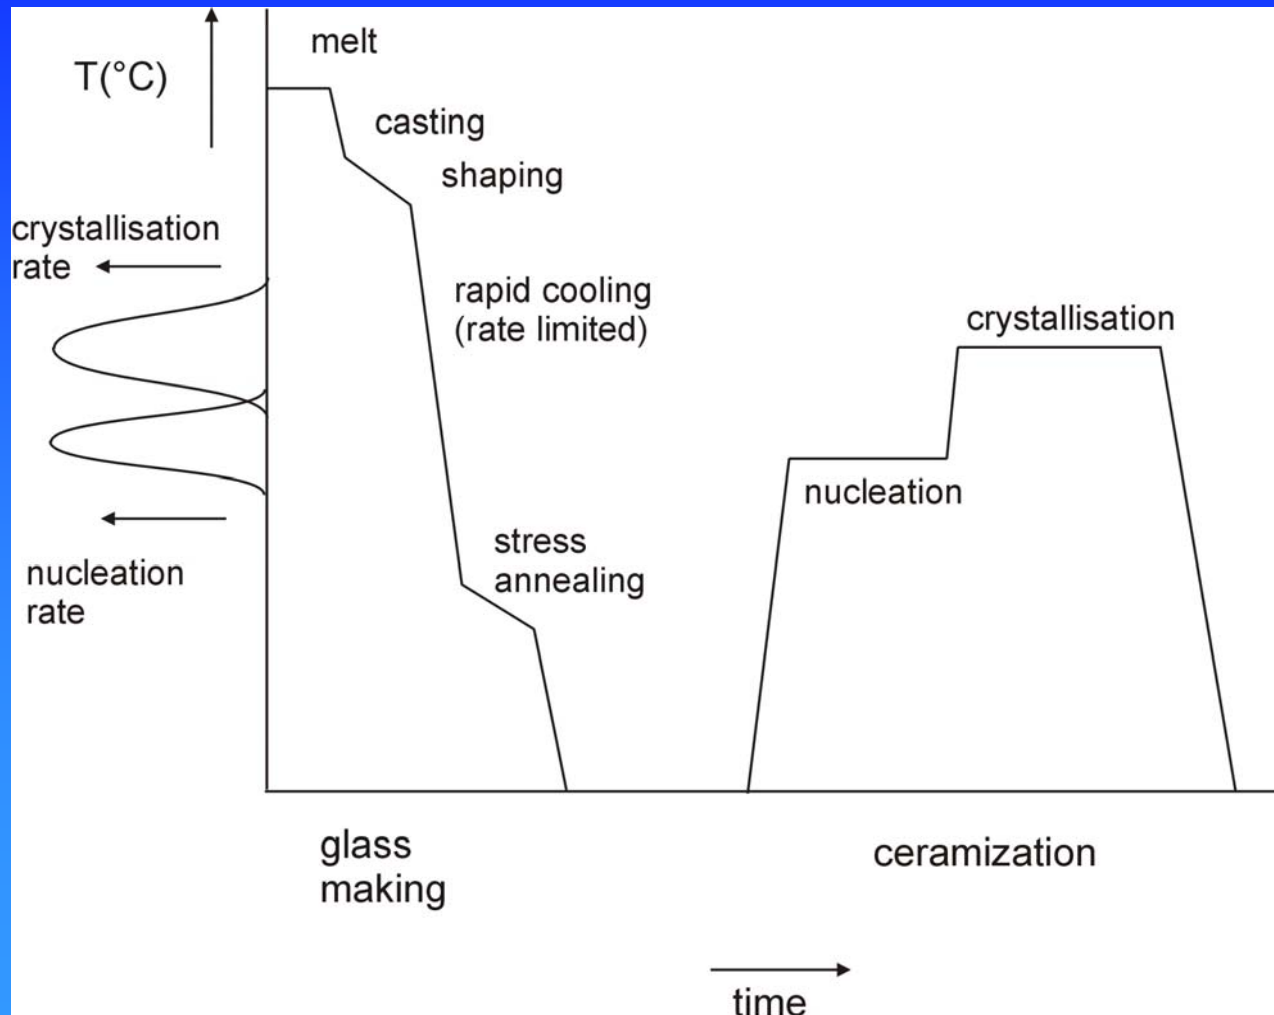 melt
T(°C)
casting
shaping
crystallisation
rate
rapid cooling
(rate limited)
crystallisation
nucleation
stress
annealing
nucleation
rate
glass
making
ceramization
time